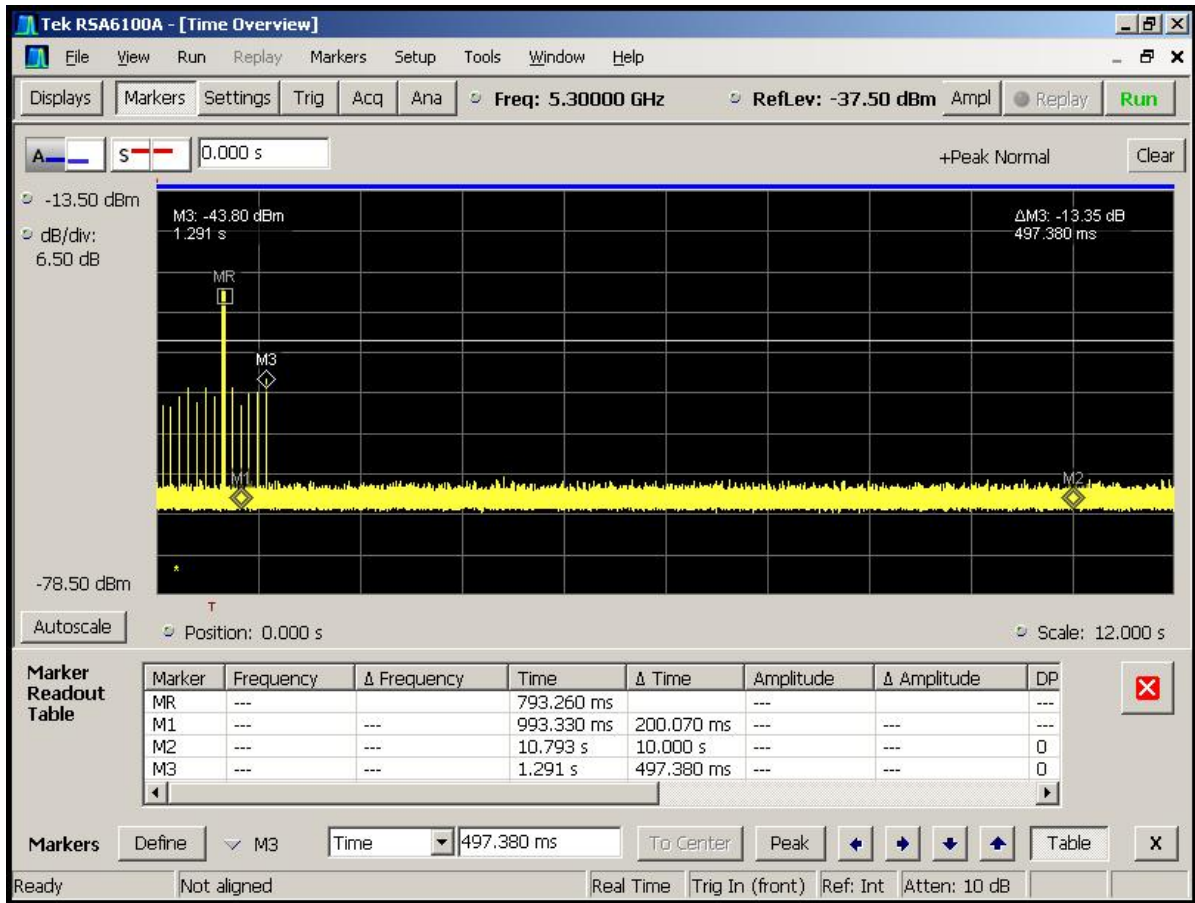 Tek RSA6100A - [Time Overview]
File View Run Replay Markers Setup Tools Window Help
Displays Markers Settings Trig Acq Ana Freq: 5.30000 GHz RefLev: -37.50 dBm Ampl Replay Run
A S 0.000 s +Peak Normal Clear
-13.50 dBm
dB/div:
6.50 dB
M3: -43.80 dBm
1.291 s
ΔM3: -13.35 dB
497.380 ms
MR
M3
M1
M2
*
-78.50 dBm
T
Autoscale Position: 0.000 s Scale: 12.000 s
Marker
Readout
Table
Marker Frequency Δ Frequency Time Δ Time Amplitude Δ Amplitude DP
MR --- 793.260 ms --- ---
M1 --- --- 993.330 ms 200.070 ms --- --- ---
M2 --- --- 10.793 s 10.000 s --- --- 0
M3 --- --- 1.291 s 497.380 ms --- --- 0
Markers Define M3 Time 497.380 ms To Center Peak Table X
Ready Not aligned Real Time Trig In (front) Ref: Int Atten: 10 dB